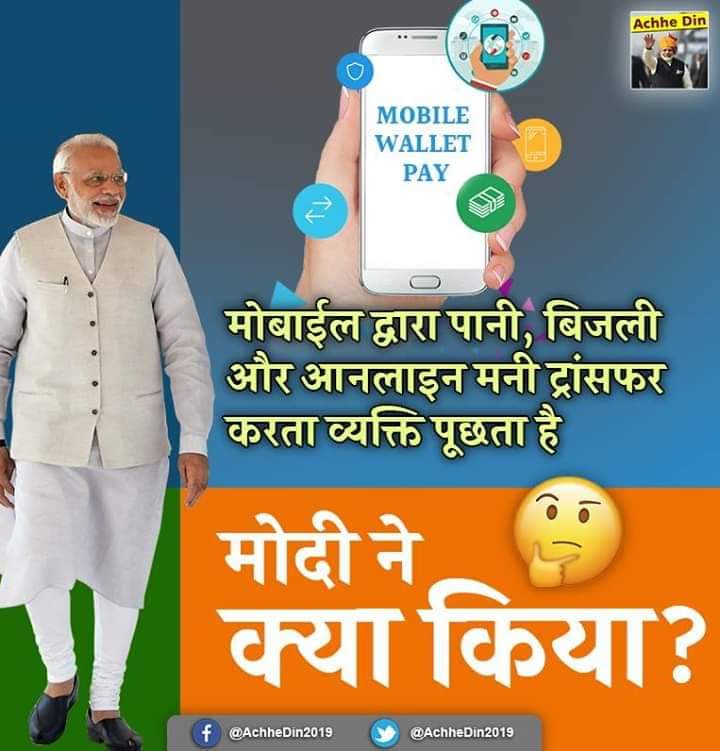 Achhe Din
MOBILE
WALLET
PAY
मोबाईल द्वारा पानी, बिजली
और आनलाइन मनी ट्रांसफर
करता व्यक्ति पूछता है
मोदी ने
क्या किया?
@AchheDin2019 @AchheDin2019